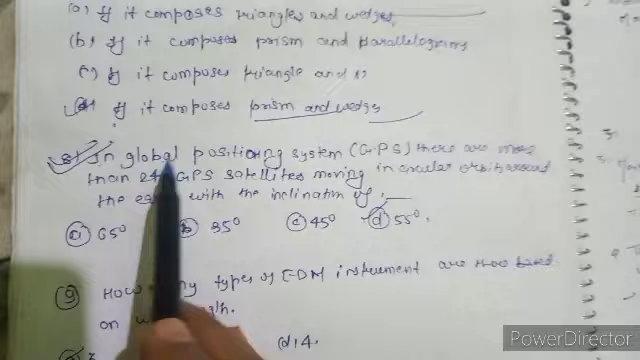 (a) If it composes triangles and wedges
(b) If it composes prism and parallelograms
(c) If it composes triangle and
(d) If it composes prism and wedges
8) In global positioning system (G.P.S) there are more
than 24 GPS satellites moving in circular orbit around
the with the inclination of
(a) 65° (b) 35° (c) 45° (d) 55°.
(9) How types of EDM instrument are there based
on
(d) 4.
PowerDirector